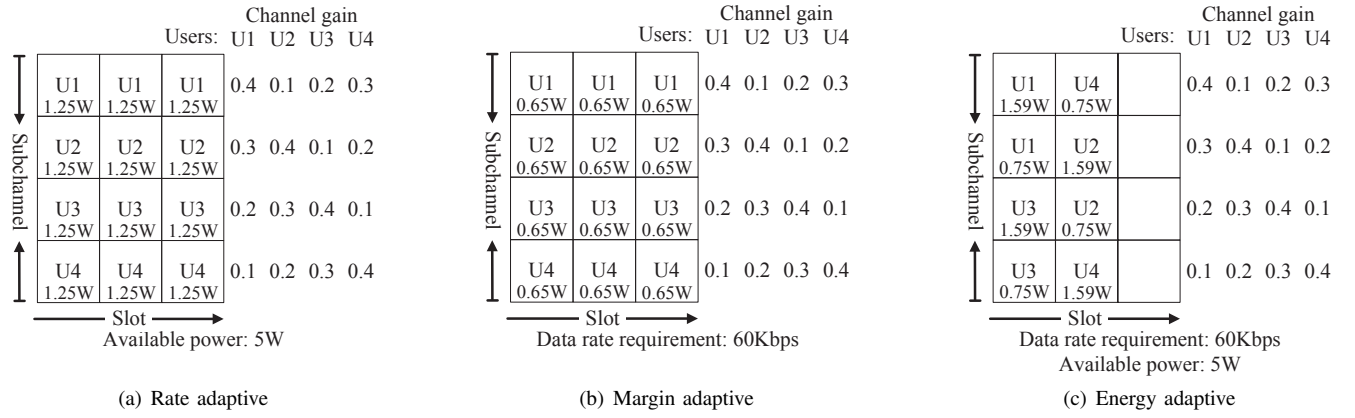 Channel gain
Users: U1 U2 U3 U4
U1 U1 U1
1.25W 1.25W 1.25W
0.4 0.1 0.2 0.3
U2 U2 U2
1.25W 1.25W 1.25W
0.3 0.4 0.1 0.2
U3 U3 U3
1.25W 1.25W 1.25W
0.2 0.3 0.4 0.1
U4 U4 U4
1.25W 1.25W 1.25W
0.1 0.2 0.3 0.4
Subchannel
Slot
Available power: 5W
(a) Rate adaptive
Channel gain
Users: U1 U2 U3 U4
U1 U1 U1
0.65W 0.65W 0.65W
0.4 0.1 0.2 0.3
U2 U2 U2
0.65W 0.65W 0.65W
0.3 0.4 0.1 0.2
U3 U3 U3
0.65W 0.65W 0.65W
0.2 0.3 0.4 0.1
U4 U4 U4
0.65W 0.65W 0.65W
0.1 0.2 0.3 0.4
Subchannel
Slot
Data rate requirement: 60Kbps
(b) Margin adaptive
Channel gain
Users: U1 U2 U3 U4
U1 U4
1.59W 0.75W
0.4 0.1 0.2 0.3
U1 U2
0.75W 1.59W
0.3 0.4 0.1 0.2
U3 U2
1.59W 0.75W
0.2 0.3 0.4 0.1
U3 U4
0.75W 1.59W
0.1 0.2 0.3 0.4
Subchannel
Slot
Data rate requirement: 60Kbps
Available power: 5W
(c) Energy adaptive